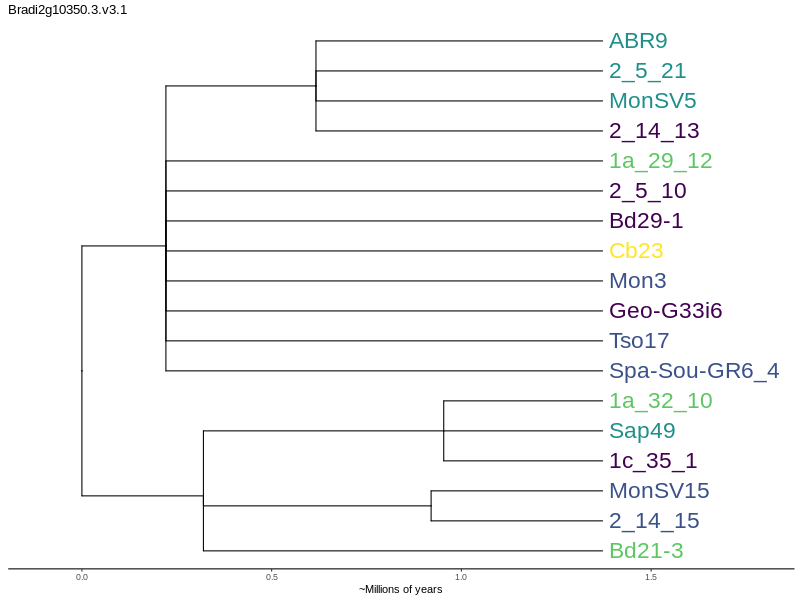 Bradi2g10350.3.v3.1
ABR9
2_5_21
MonSV5
2_14_13
1a_29_12
2_5_10
Bd29-1
Cb23
Mon3
Geo-G33i6
Tso17
Spa-Sou-GR6_4
1a_32_10
Sap49
1c_35_1
MonSV15
2_14_15
Bd21-3
0.0 0.5 1.0 1.5
~Millions of years